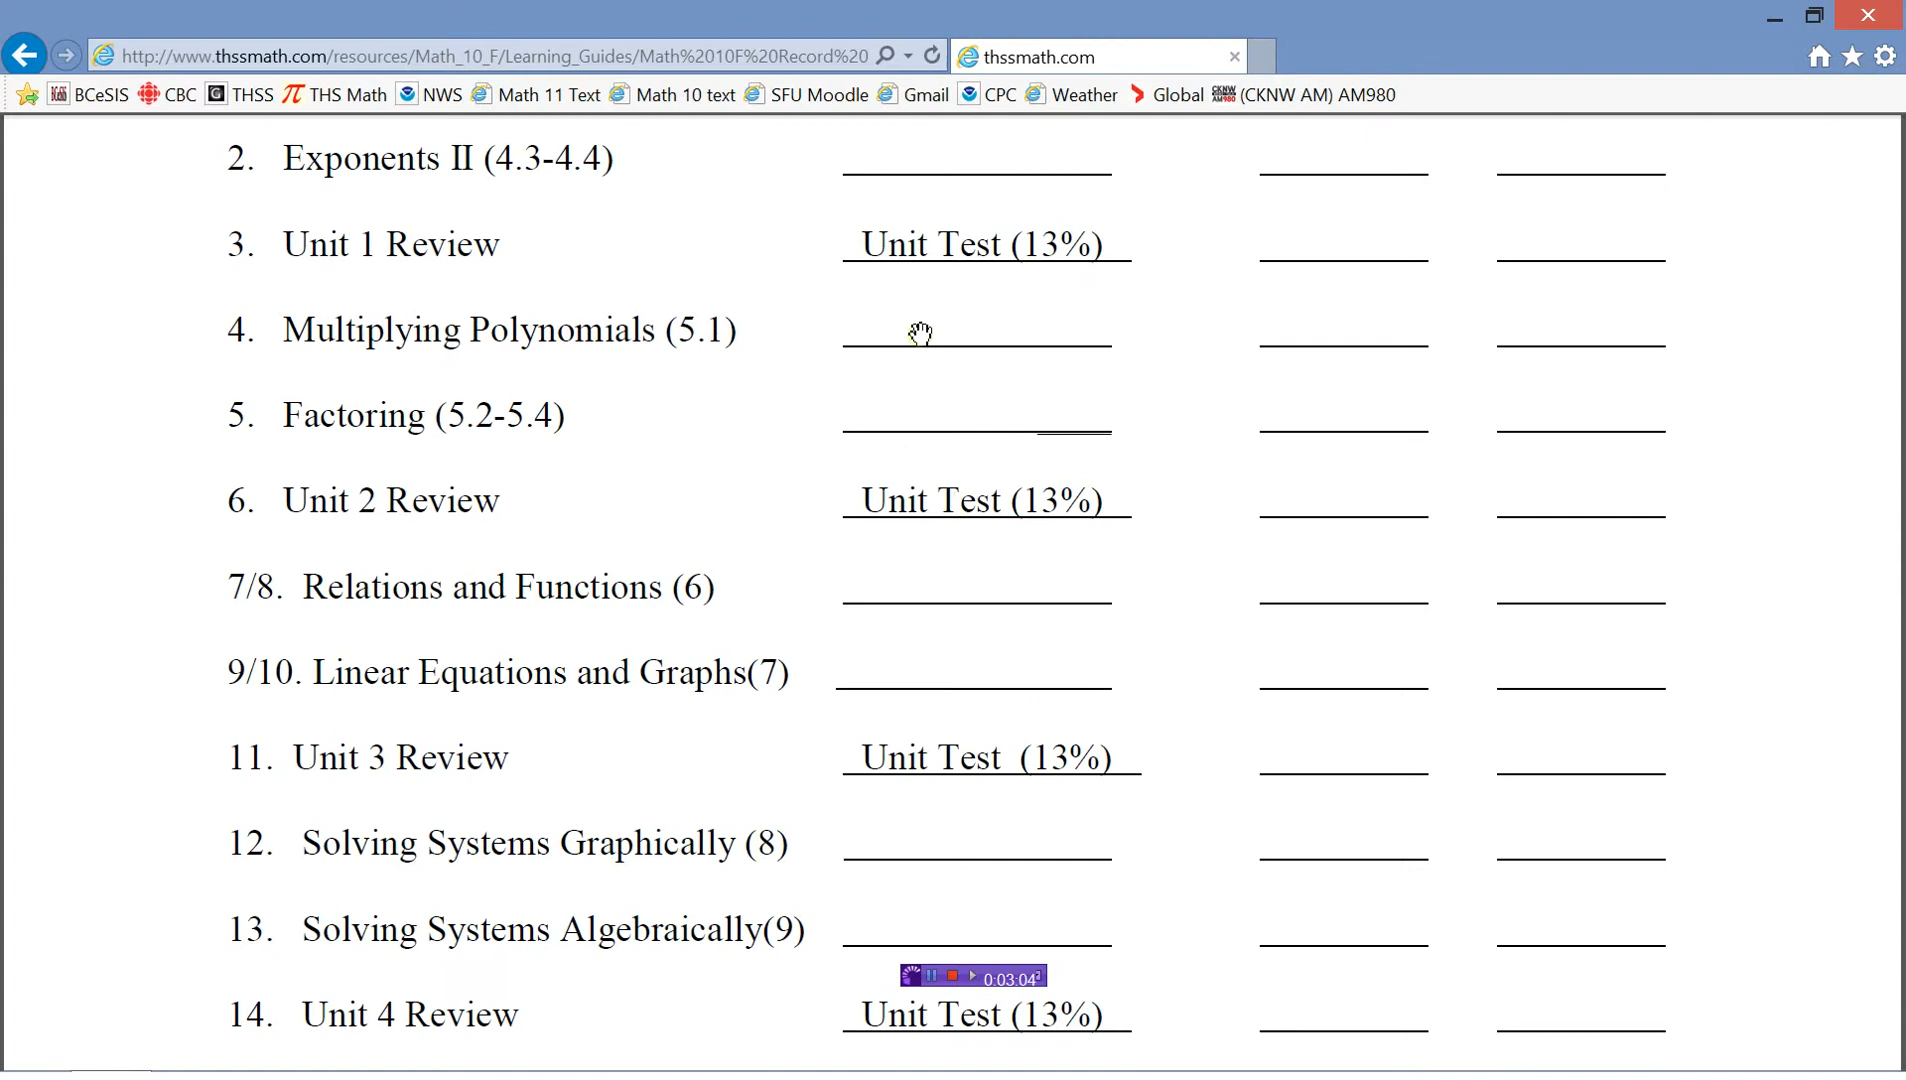 http://www.thssmath.com/resources/Math_10_F/Learning_Guides/Math%2010F%20Record%20
thssmath.com
BCeSIS CBC THSS THS Math NWS Math 11 Text Math 10 text SFU Moodle Gmail CPC Weather Global (CKNW AM) AM980
2. Exponents II (4.3-4.4)
3. Unit 1 Review Unit Test (13%)
4. Multiplying Polynomials (5.1)
5. Factoring (5.2-5.4)
6. Unit 2 Review Unit Test (13%)
7/8. Relations and Functions (6)
9/10. Linear Equations and Graphs(7)
11. Unit 3 Review Unit Test (13%)
12. Solving Systems Graphically (8)
13. Solving Systems Algebraically(9)
0:03:04
14. Unit 4 Review Unit Test (13%)